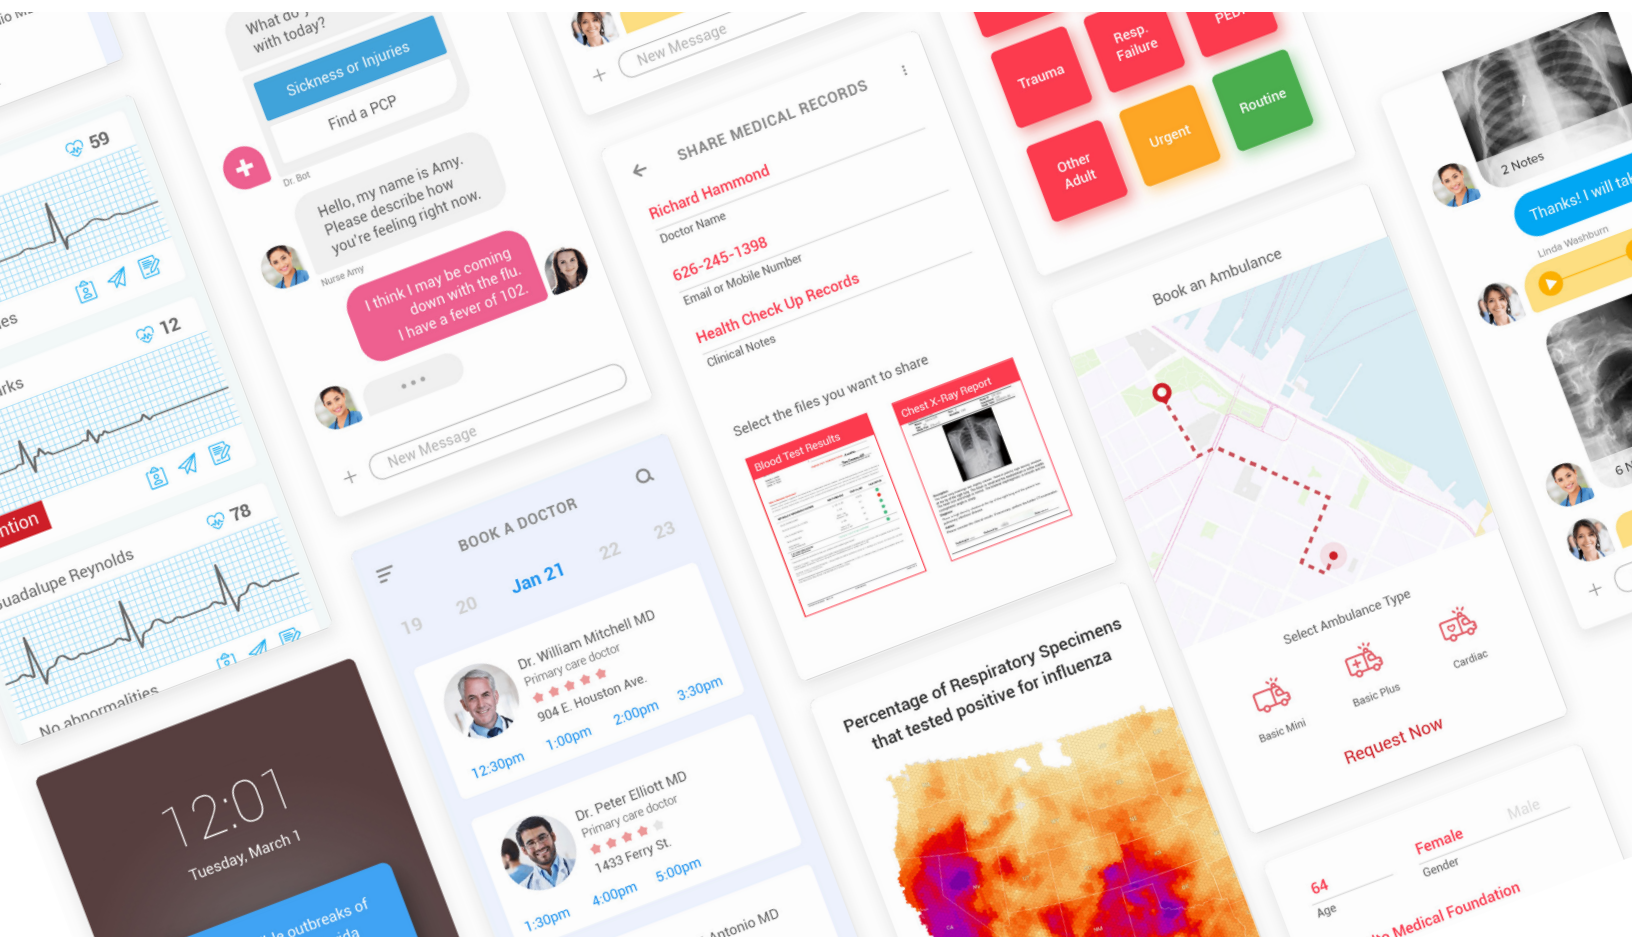 59
12
78
Guadalupe Reynolds
No abnormalities
12:01
Tuesday, March 1
outbreaks of
with today?
Sickness or Injuries
Find a PCP
Dr. Bot
Hello, my name is Amy.
Please describe how
you're feeling right now.
Nurse Amy
I think I may be coming
down with the flu.
I have a fever of 102.
New Message
BOOK A DOCTOR
19 20 Jan 21 22 23
Dr. William Mitchell MD
Primary care doctor
904 E. Houston Ave.
12:30pm 1:00pm 2:00pm 3:30pm
Dr. Peter Elliott MD
Primary care doctor
1433 Ferry St.
1:30pm 4:00pm 5:00pm
Antonio MD
New Message
SHARE MEDICAL RECORDS
Richard Hammond
Doctor Name
626-245-1398
Email or Mobile Number
Health Check Up Records
Clinical Notes
Select the files you want to share
Blood Test Results
Chest X-Ray Report
Percentage of Respiratory Specimens
that tested positive for influenza
Trauma
Resp.
Failure
Other
Adult
Urgent
Routine
Book an Ambulance
Select Ambulance Type
Basic Mini
Basic Plus
Cardiac
Request Now
64
Age
Female Male
Gender
Medical Foundation
2 Notes
Thanks! I will
Linda Washburn
6